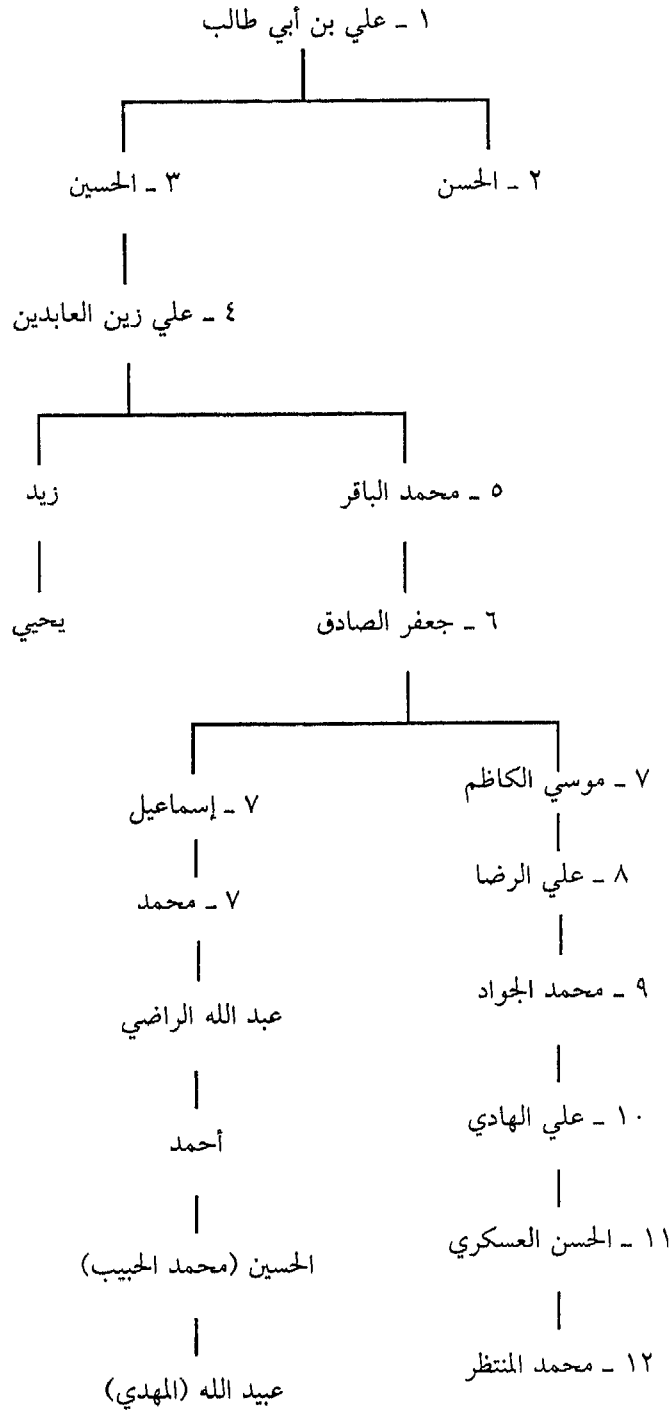 ١ ـ علي بن أبي طالب
٢ ـ الحسن
٣ ـ الحسين
٤ ـ علي زين العابدين
٥ ـ محمد الباقر
زيد
٦ ـ جعفر الصادق
يحيي
٧ ـ موسي الكاظم
٧ ـ إسماعيل
٨ ـ علي الرضا
٧ ـ محمد
٩ ـ محمد الجواد
عبد الله الراضي
١٠ ـ علي الهادي
أحمد
١١ ـ الحسن العسكري
الحسين (محمد الحبيب)
١٢ ـ محمد المنتظر
عبيد الله (المهدي)